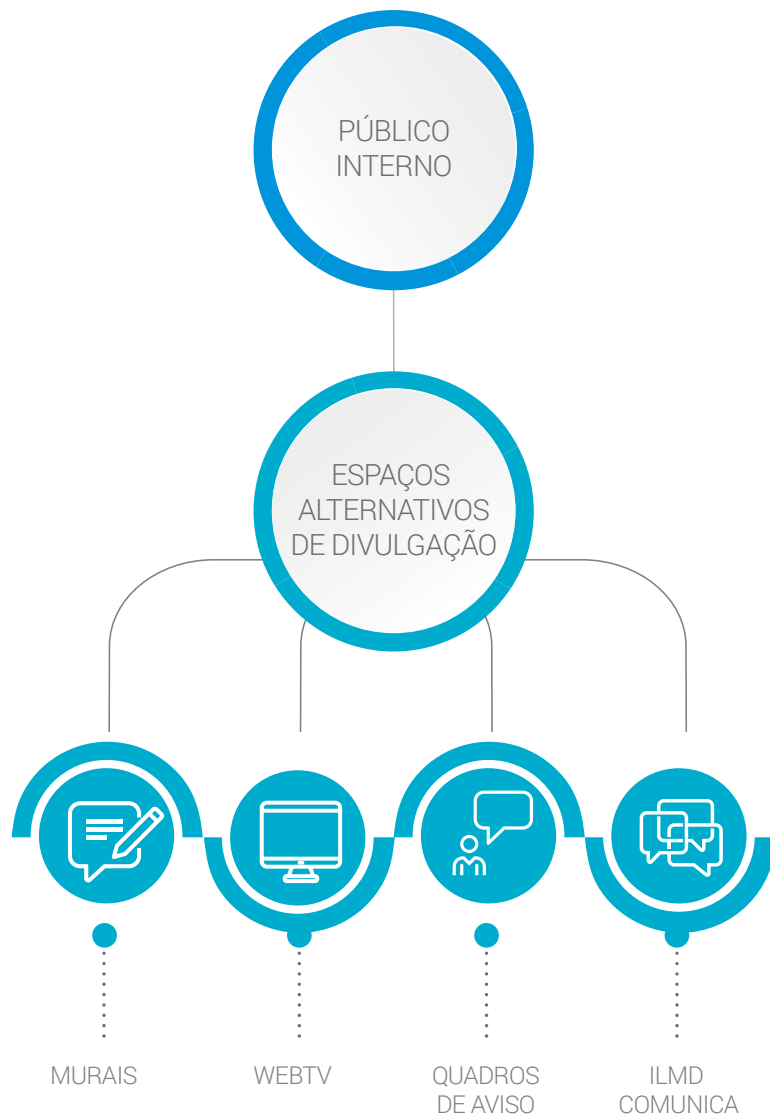 PÚBLICO
INTERNO
ESPAÇOS
ALTERNATIVOS
DE DIVULGAÇÃO
MURAIS
WEBTV
QUADROS
DE AVISO
ILMD
COMUNICA